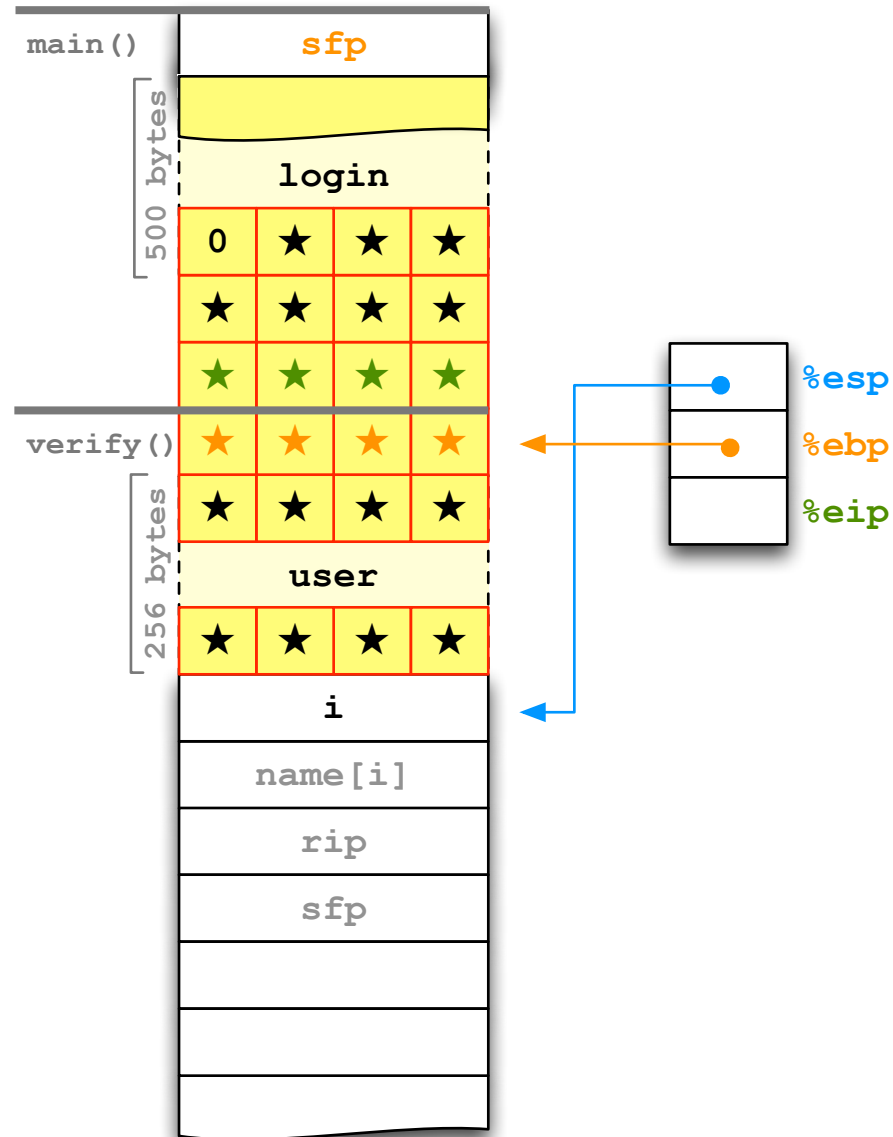 main()
sfp
500 bytes
login
0 ★ ★ ★
★ ★ ★ ★
★ ★ ★ ★
verify()
★ ★ ★ ★
★ ★ ★ ★
256 bytes
user
★ ★ ★ ★
i
name[i]
rip
sfp
%esp
%ebp
%eip